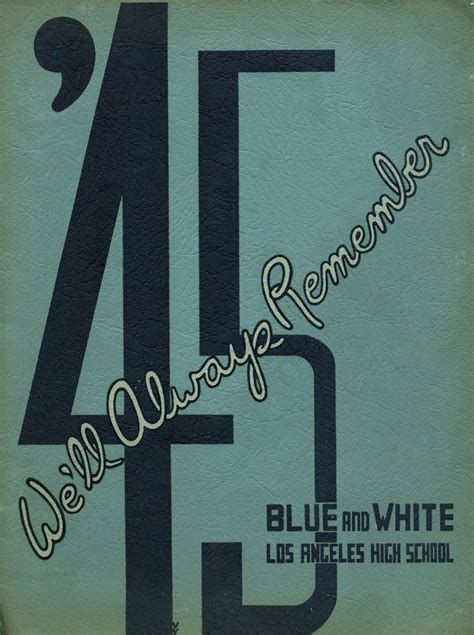 '45
We'll Always Remember
BLUE AND WHITE
LOS ANGELES HIGH SCHOOL